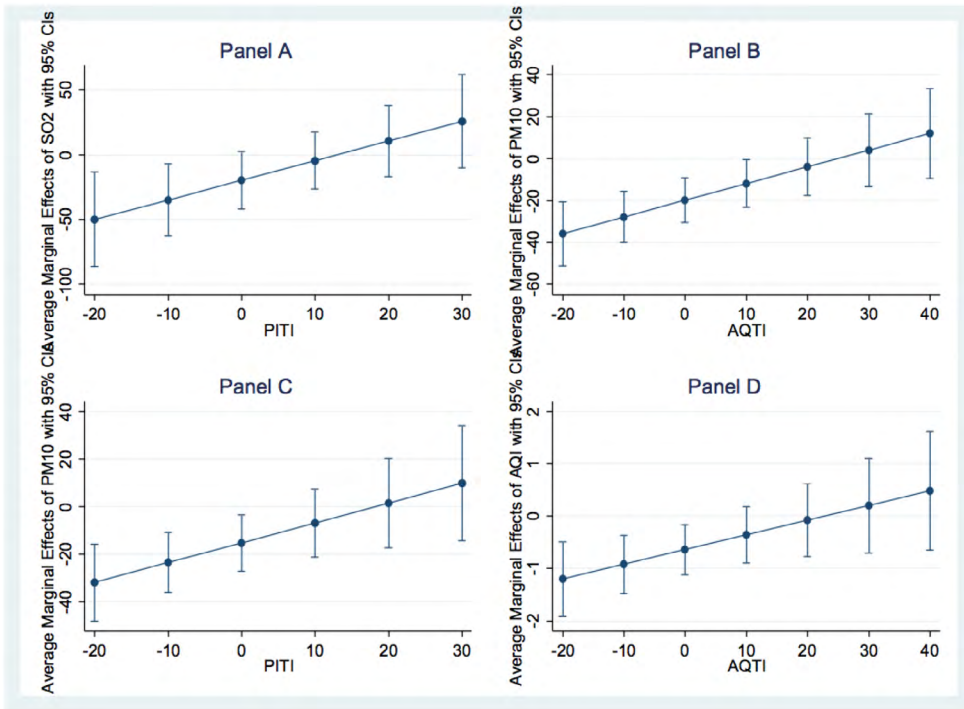 Panel A
Average Marginal Effects of SO2 with 95% CIs
50
0
-50
-100
-20 -10 0 10 20 30
PITI
Panel B
Average Marginal Effects of PM10 with 95% CIs
40
20
0
-20
-40
-60
-20 -10 0 10 20 30 40
AQTI
Panel C
Average Marginal Effects of PM10 with 95% CIs
40
20
0
-20
-40
-20 -10 0 10 20 30
PITI
Panel D
Average Marginal Effects of AQI with 95% CIs
2
1
0
-1
-2
-20 -10 0 10 20 30 40
AQTI